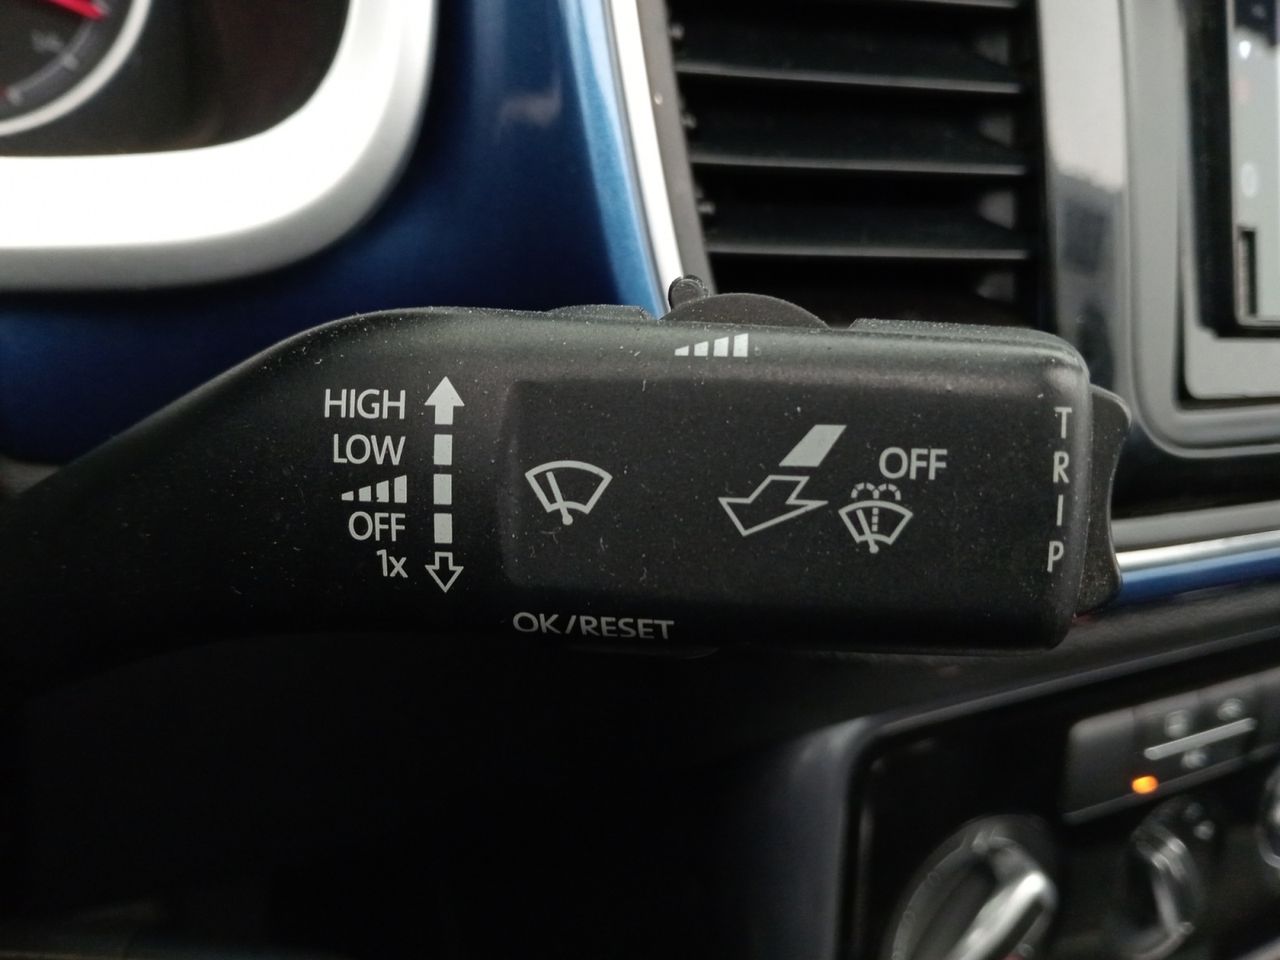 HIGH
LOW
OFF
1x
OFF
TRIP
OK/RESET